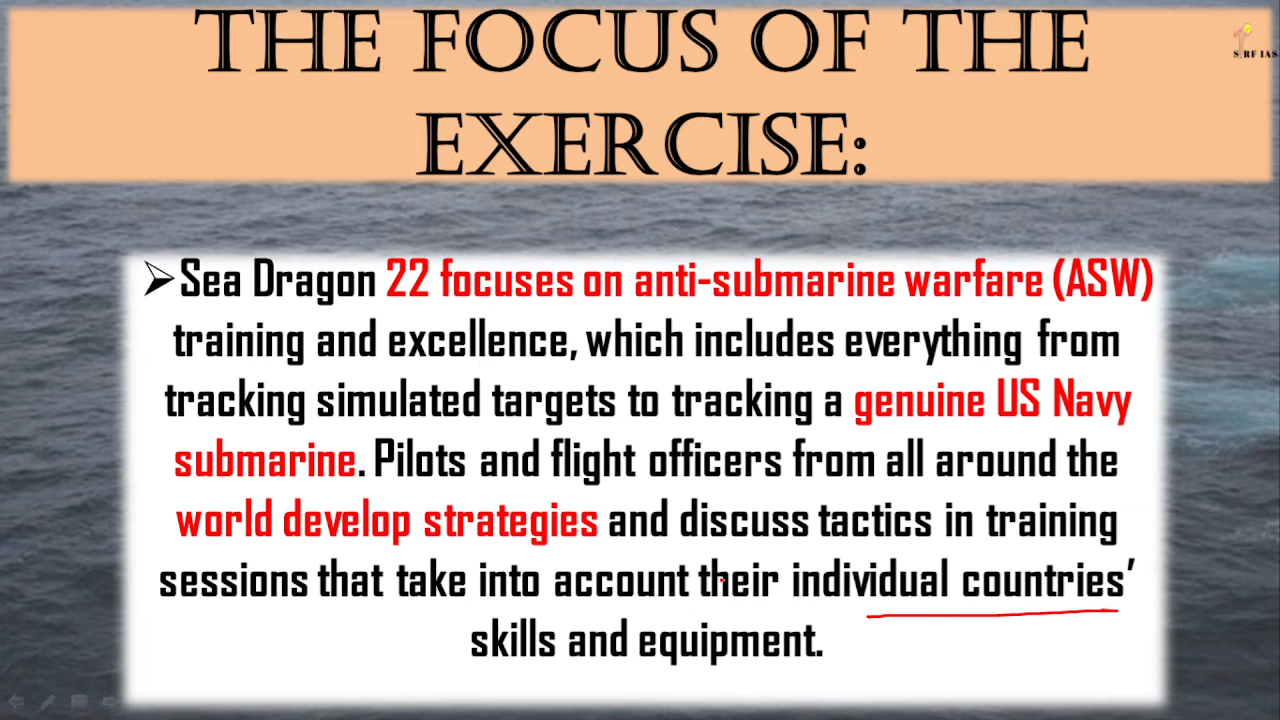 THE FOCUS OF THE
EXERCISE:
S RF IAS
➢Sea Dragon 22 focuses on anti-submarine warfare (ASW)
training and excellence, which includes everything from
tracking simulated targets to tracking a genuine US Navy
submarine. Pilots and flight officers from all around the
world develop strategies and discuss tactics in training
sessions that take into account their individual countries’
skills and equipment.